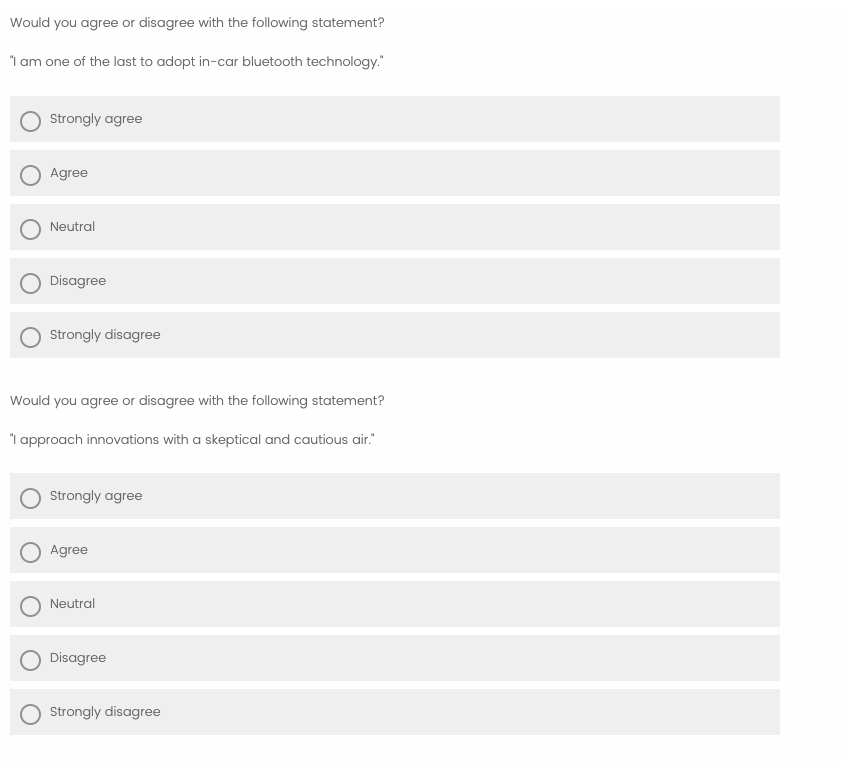 Would you agree or disagree with the following statement?
"I am one of the last to adopt in-car bluetooth technology."
Strongly agree
Agree
Neutral
Disagree
Strongly disagree
Would you agree or disagree with the following statement?
"I approach innovations with a skeptical and cautious air."
Strongly agree
Agree
Neutral
Disagree
Strongly disagree